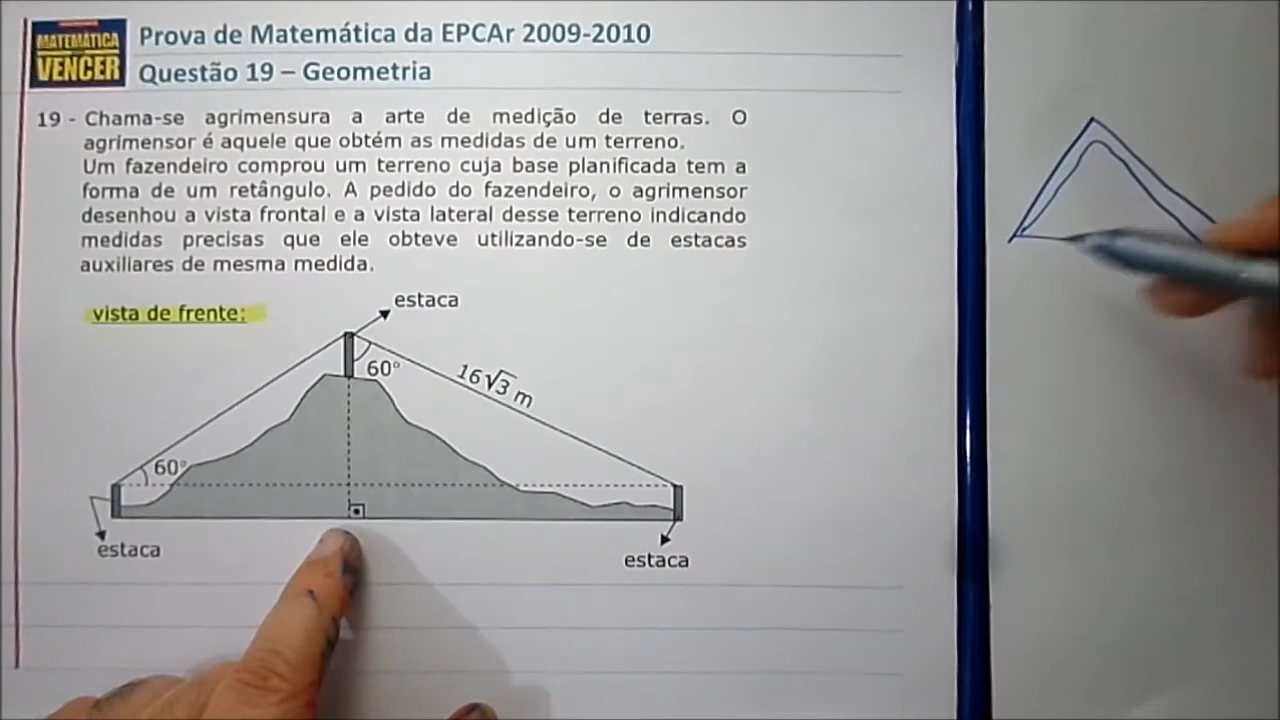 MATEMÁTICA
VENCER
Prova de Matemática da EPCAr 2009-2010
Questão 19 – Geometria
19 - Chama-se agrimensura a arte de medição de terras. O
agrimensor é aquele que obtém as medidas de um terreno.
Um fazendeiro comprou um terreno cuja base planificada tem a
forma de um retângulo. A pedido do fazendeiro, o agrimensor
desenhou a vista frontal e a vista lateral desse terreno indicando
medidas precisas que ele obteve utilizando-se de estacas
auxiliares de mesma medida.
vista de frente:
estaca
60°
16√3 m
60°
estaca
estaca